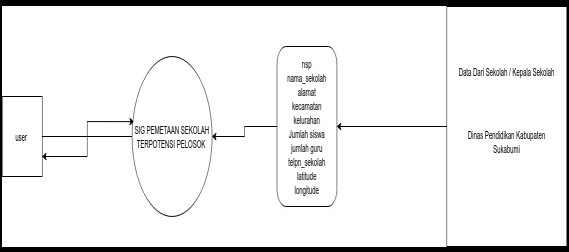 user
SIG PEMETAAN SEKOLAH
TERPOTENSI PELOSOK
nsp
nama_sekolah
alamat
kecamatan
kelurahan
Jumlah siswa
jumlah guru
telpn_sekolah
latitude
longitude
Data Dari Sekolah / Kepala Sekolah
Dinas Pendidikan Kabupaten
Sukabumi